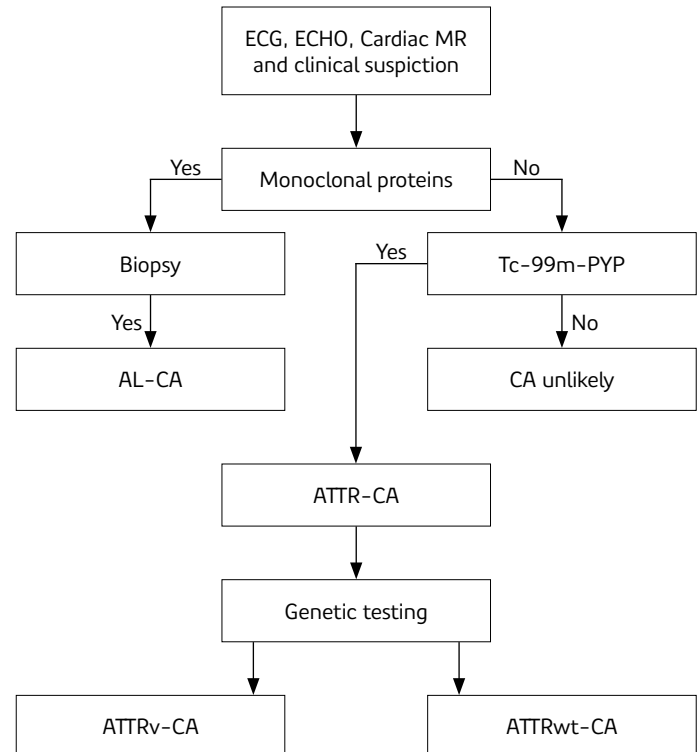 ECG, ECHO, Cardiac MR
and clinical suspiction
Yes
Monoclonal proteins
No
Biopsy
Yes
Tc-99m-PYP
Yes
No
AL-CA
CA unlikely
ATTR-CA
Genetic testing
ATTRv-CA
ATTRwt-CA